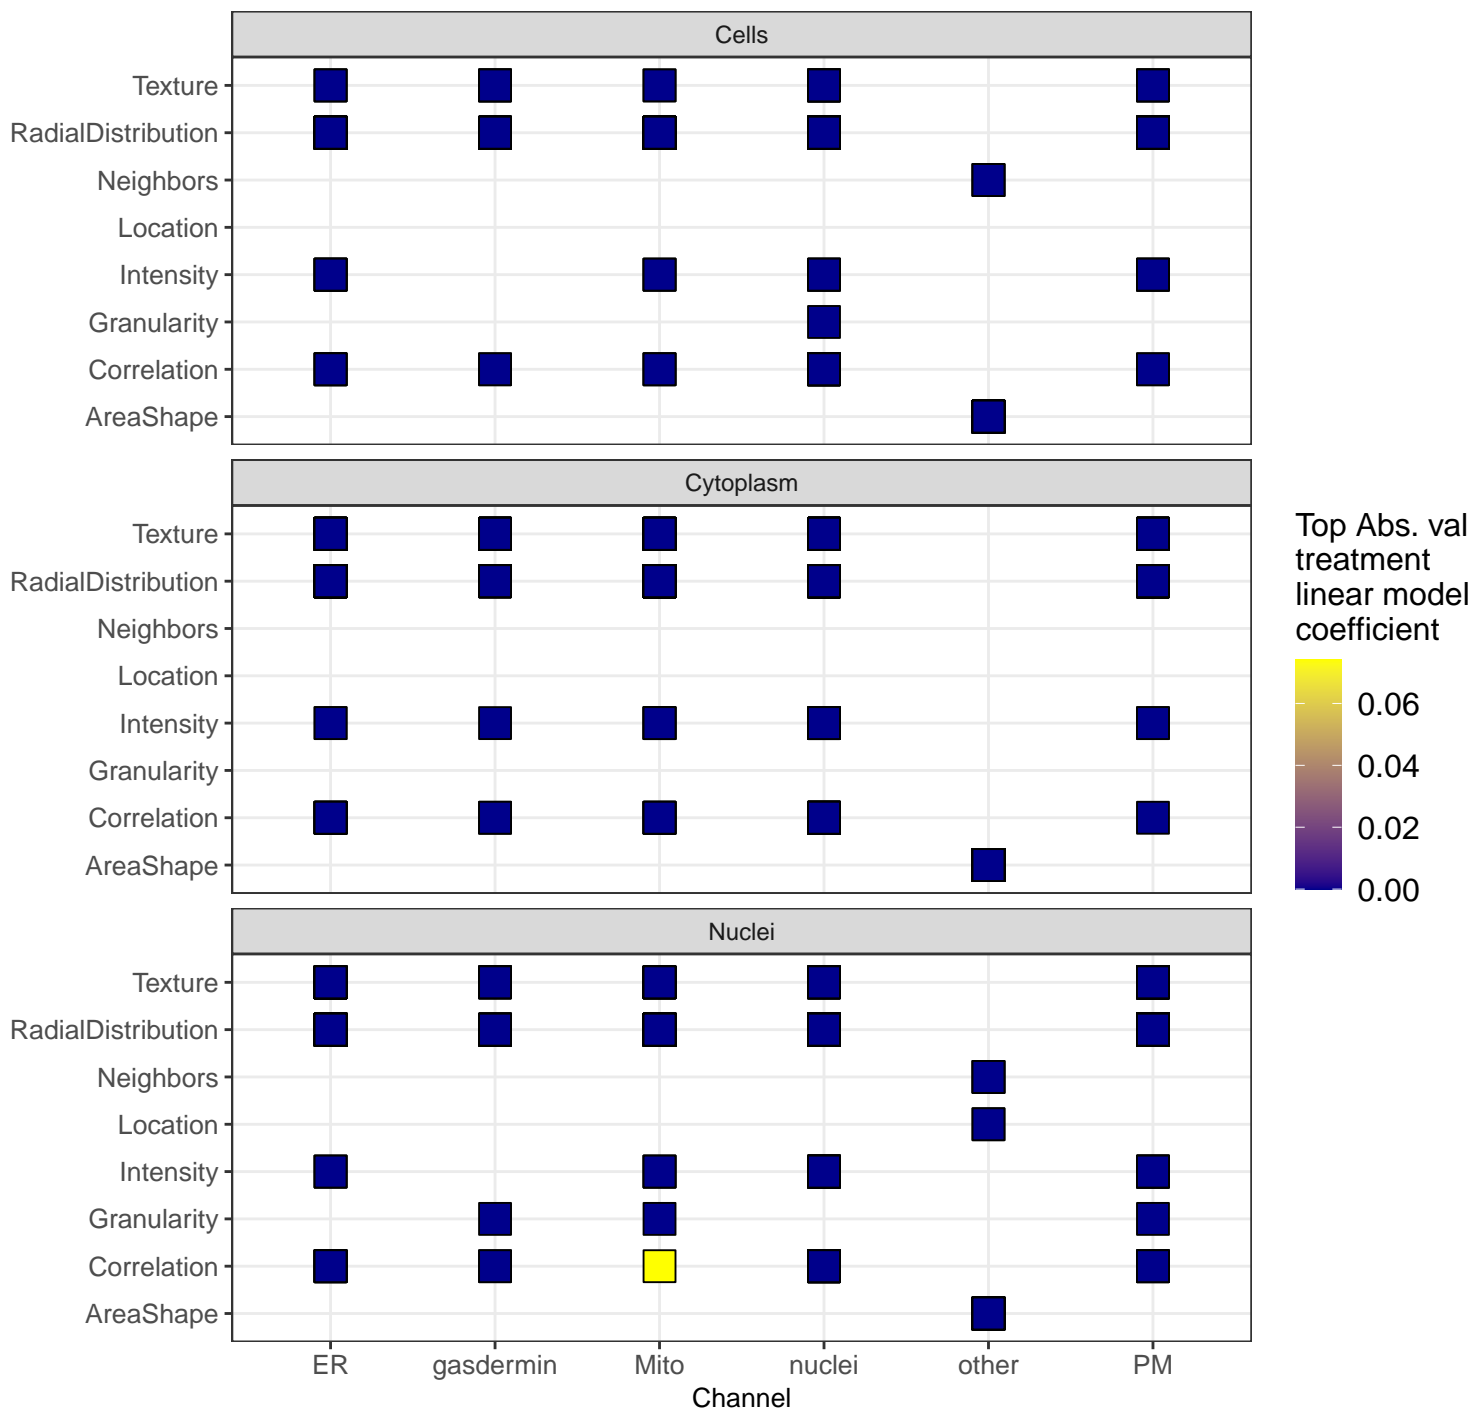 Cells
Texture
RadialDistribution
Neighbors
Location
Intensity
Granularity
Correlation
AreaShape
Cytoplasm
Texture
RadialDistribution
Neighbors
Location
Intensity
Granularity
Correlation
AreaShape
Nuclei
Texture
RadialDistribution
Neighbors
Location
Intensity
Granularity
Correlation
AreaShape
ER gasdermin Mito nuclei other PM
Channel
Top Abs. val
treatment
linear model
coefficient
0.06
0.04
0.02
0.00